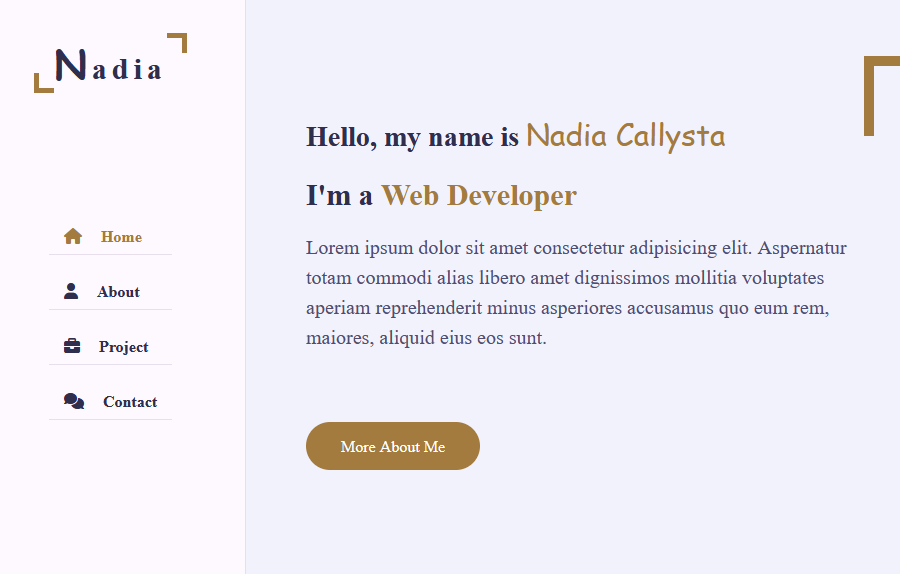 Nadia
Home
About
Project
Contact
Hello, my name is Nadia Callysta
I'm a Web Developer
Lorem ipsum dolor sit amet consectetur adipisicing elit. Aspernatur
totam commodi alias libero amet dignissimos mollitia voluptates
aperiam reprehenderit minus asperiores accusamus quo eum rem,
maiores, aliquid eius eos sunt.
More About Me